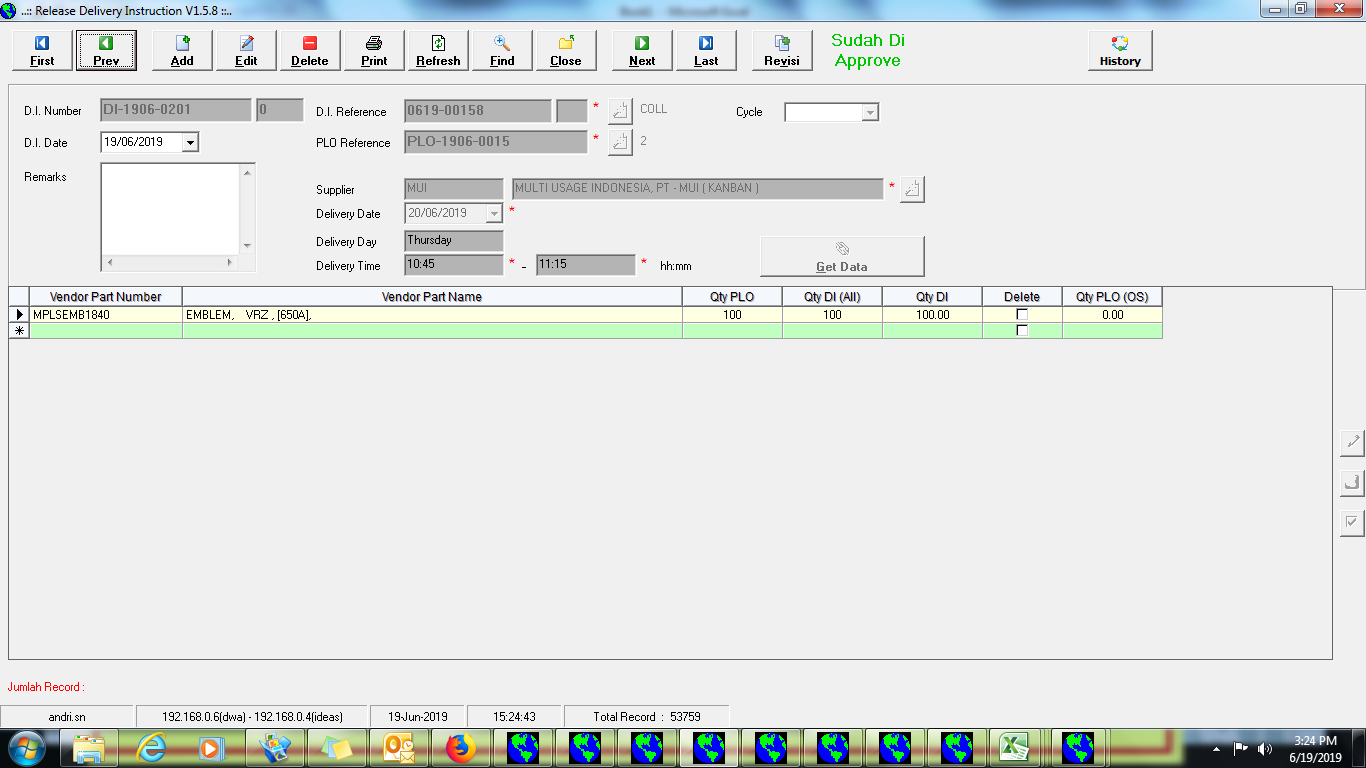 ..:: Release Delivery Instruction V1.5.8 ::..
First Prev Add Edit Delete Print Refresh Find Close Next Last Revisi Sudah Di Approve History
D.I. Number DI-1906-0201 0 D.I. Reference 0619-00158 * COLL Cycle
D.I. Date 19/06/2019 PLO Reference PLO-1906-0015 * 2
Remarks
Supplier MUI MULTI USAGE INDONESIA, PT - MUI ( KANBAN ) *
Delivery Date 20/06/2019 *
Delivery Day Thursday
Delivery Time 10:45 * - 11:15 * hh:mm
Get Data
Vendor Part Number Vendor Part Name Qty PLO Qty DI (All) Qty DI Delete Qty PLO (OS)
MPLSEMB1840 EMBLEM, VRZ , [650A], 100 100 100.00 0.00
Jumlah Record :
andri.sn 192.168.0.6(dwa) - 192.168.0.4(ideas) 19-Jun-2019 15:24:43 Total Record : 53759
3:24 PM
6/19/2019